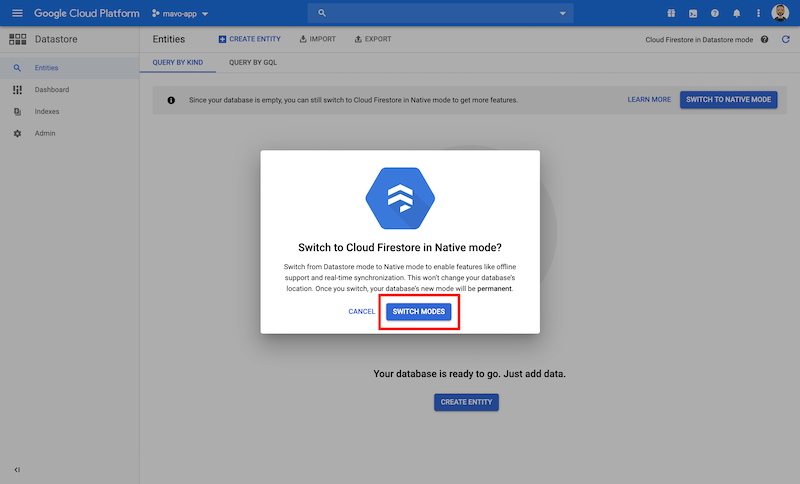 Google Cloud Platform
mavo-app
Datastore
Entities
CREATE ENTITY
IMPORT
EXPORT
Cloud Firestore in Datastore mode
Entities
Dashboard
Indexes
Admin
QUERY BY KIND
QUERY BY GQL
Since your database is empty, you can still switch to Cloud Firestore in Native mode to get more features.
LEARN MORE
SWITCH TO NATIVE MODE
Switch to Cloud Firestore in Native mode?
Switch from Datastore mode to Native mode to enable features like offline
support and real-time synchronization. This won't change your database's
location. Once you switch, your database's new mode will be permanent.
CANCEL
SWITCH MODES
Your database is ready to go. Just add data.
CREATE ENTITY